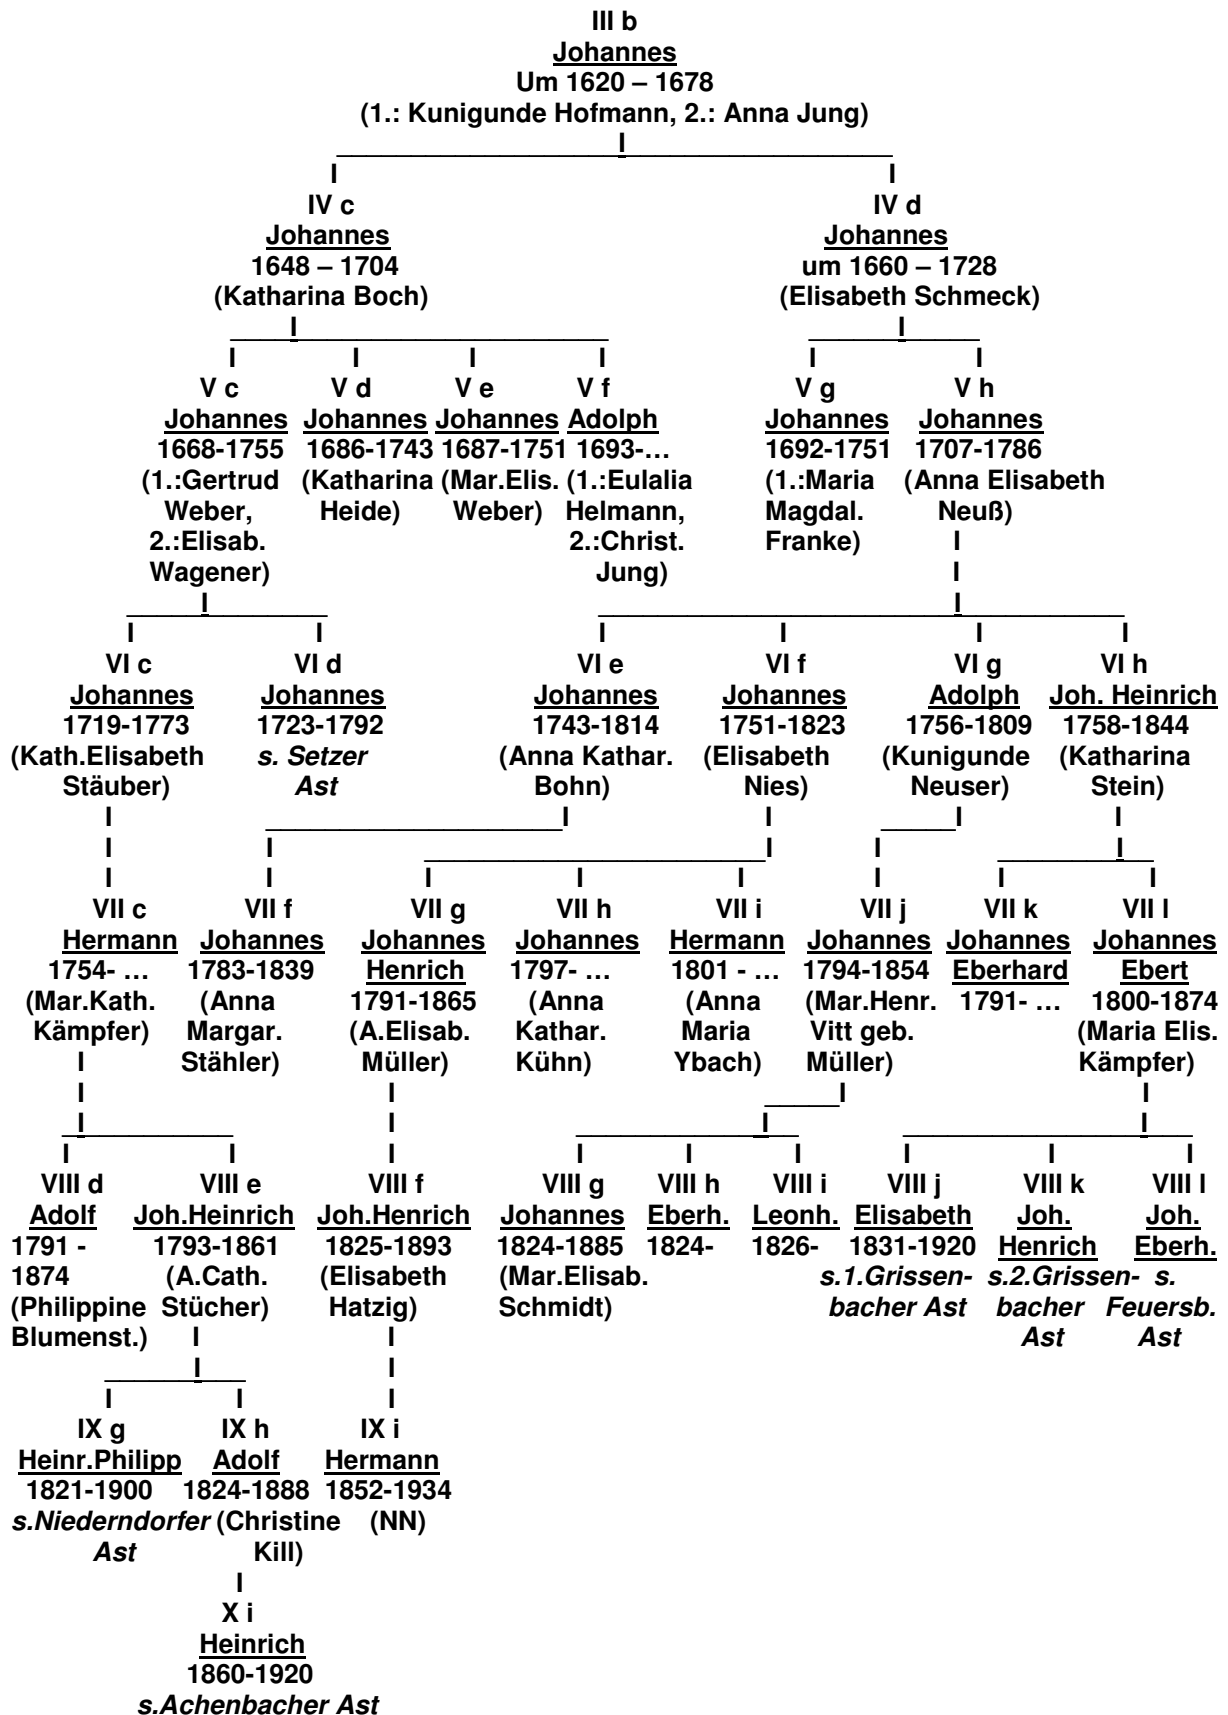 III b
Johannes
Um 1620 – 1678
(1.: Kunigunde Hofmann, 2.: Anna Jung)
IV c IV d
Johannes Johannes
1648 – 1704 um 1660 – 1728
(Katharina Boch) (Elisabeth Schmeck)
V c V d V e V f V g V h
Johannes Johannes Johannes Adolph Johannes Johannes
1668-1755 1686-1743 1687-1751 1693-... 1692-1751 1707-1786
(1.:Gertrud (Katharina (Mar.Elis. (1.:Eulalia (1.:Maria (Anna Elisabeth
Weber, Heide) Weber) Helmann, Magdal. Neuß)
2.:Elisab. 2.:Christ. Franke)
Wagener) Jung)
VI c VI d VI e VI f VI g VI h
Johannes Johannes Johannes Johannes Adolph Joh. Heinrich
1719-1773 1723-1792 1743-1814 1751-1823 1756-1809 1758-1844
(Kath.Elisabeth s. Setzer (Anna Kathar. (Elisabeth (Kunigunde (Katharina
Stäuber) Ast Bohn) Nies) Neuser) Stein)
VII c VII f VII g VII h VII i VII j VII k VII l
Hermann Johannes Johannes Johannes Hermann Johannes Johannes Johannes
1754- ... 1783-1839 Henrich 1797- ... 1801 - ... 1794-1854 Eberhard Ebert
(Mar.Kath. (Anna 1791-1865 (Anna (Anna (Mar.Henr. 1791- ... 1800-1874
Kämpfer) Margar. (A.Elisab. Kathar. Maria Vitt geb. (Maria Elis.
Stähler) Müller) Kühn) Ybach) Müller) Kämpfer)
VIII d VIII e VIII f VIII g VIII h VIII i VIII j VIII k VIII l
Adolf Joh.Heinrich Joh.Henrich Johannes Eberh. Leonh. Elisabeth Joh. Joh.
1791 - 1793-1861 1825-1893 1824-1885 1824- 1826- 1831-1920 Henrich Eberh.
1874 (A.Cath. (Elisabeth (Mar.Elisab. s.1.Grissen- s.2.Grissen- s.
(Philippine Stücher) Hatzig) Schmidt) bacher Ast bacher Feuersb.
Blumenst.) Ast Ast
IX g IX h IX i
Heinr.Philipp Adolf Hermann
1821-1900 1824-1888 1852-1934
s.Niederndorfer (Christine (NN)
Ast Kill)
X i
Heinrich
1860-1920
s.Achenbacher Ast